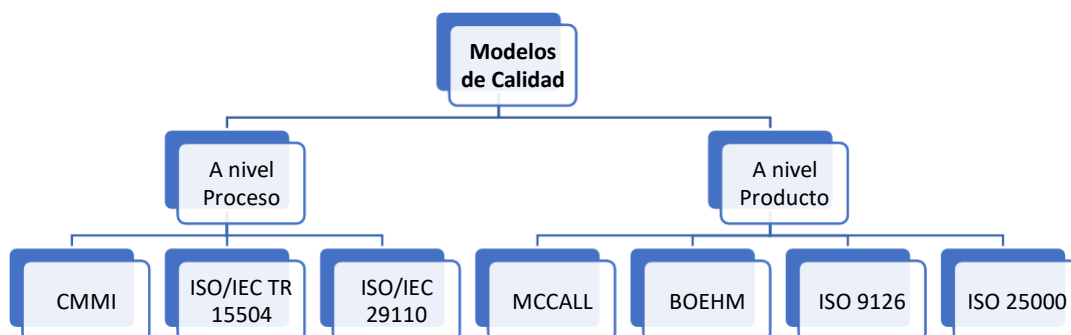 Modelos
de Calidad
A nivel
Proceso
A nivel
Producto
CMMI
ISO/IEC TR
15504
ISO/IEC
29110
MCCALL
BOEHM
ISO 9126
ISO 25000